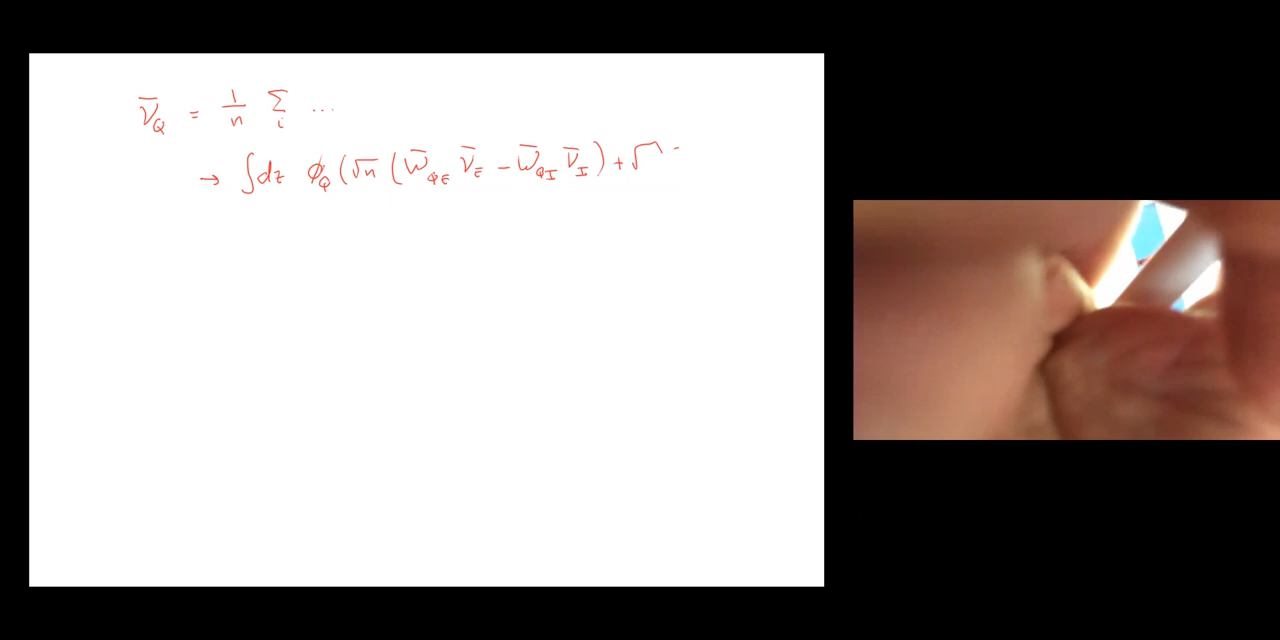 ν̄_Q = 1/n Σ_i ...
→ ∫dz ϕ_Q (√n (w̄_QE ν̄_E − w̄_QI ν̄_I) + √